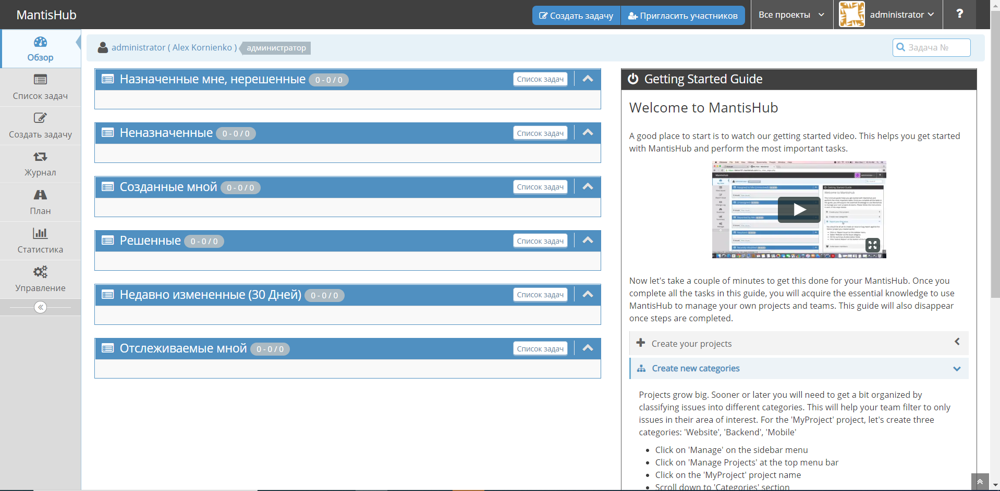 MantisHub
Создать задачу
Пригласить участников
Все проекты
administrator
?
Обзор
Список задач
Создать задачу
Журнал
План
Статистика
Управление
administrator ( Alex Kornienko )
администратор
Задача №
Назначенные мне, нерешенные 0 - 0 / 0
Список задач
Неназначенные 0 - 0 / 0
Список задач
Созданные мной 0 - 0 / 0
Список задач
Решенные 0 - 0 / 0
Список задач
Недавно измененные (30 Дней) 0 - 0 / 0
Список задач
Отслеживаемые мной 0 - 0 / 0
Список задач
Getting Started Guide
Welcome to MantisHub
A good place to start is to watch our getting started video. This helps you get started
with MantisHub and perform the most important tasks.
Getting Started Guide
Welcome to MantisHub
Now let's take a couple of minutes to get this done for your MantisHub. Once you
complete all the tasks in this guide, you will acquire the essential knowledge to use
MantisHub to manage your own projects and teams. This guide will also disappear
once steps are completed.
Create your projects
Create new categories
Projects grow big. Sooner or later you will need to get a bit organized by
classifying issues into different categories. This will help your team filter to only
issues in their area of interest. For the 'MyProject' project, let's create three
categories: 'Website', 'Backend', 'Mobile'
• Click on 'Manage' on the sidebar menu
• Click on 'Manage Projects' at the top menu bar
• Click on the 'MyProject' project name
• Scroll down to 'Categories' section